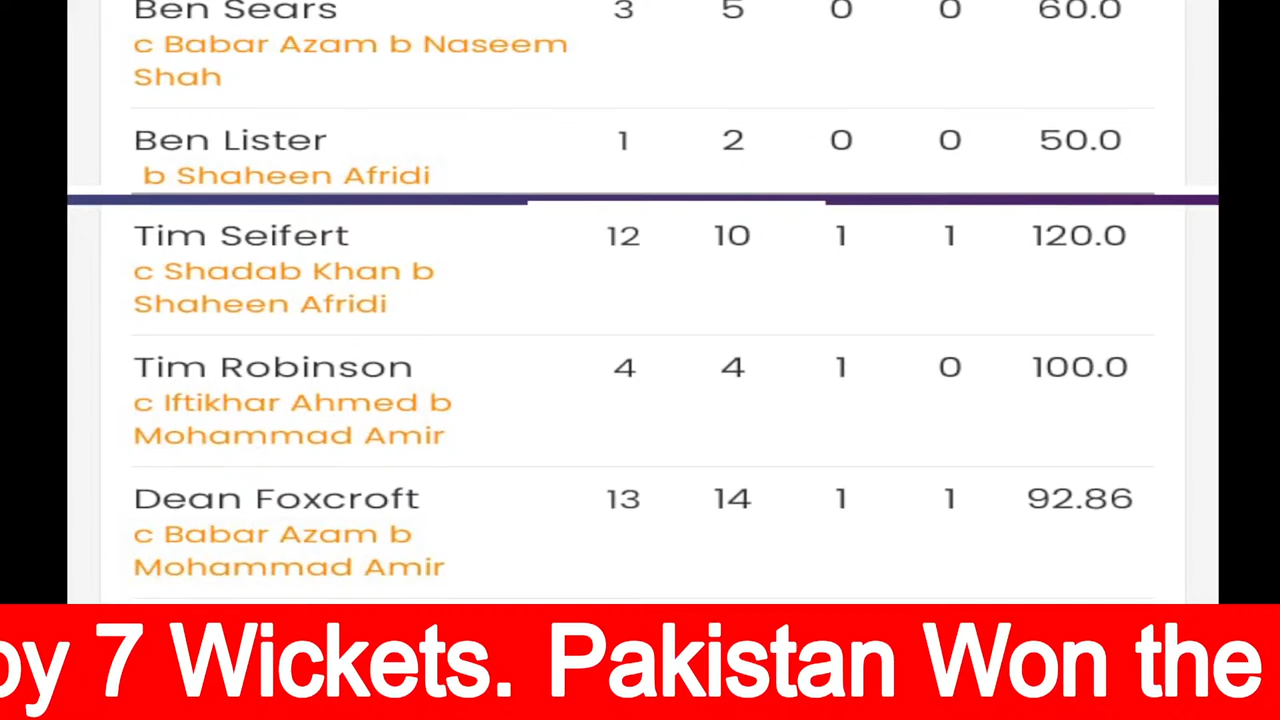 Ben Sears 3 5 0 0 60.0
c Babar Azam b Naseem
Shah
Ben Lister 1 2 0 0 50.0
b Shaheen Afridi
Tim Seifert 12 10 1 1 120.0
c Shadab Khan b
Shaheen Afridi
Tim Robinson 4 4 1 0 100.0
c Iftikhar Ahmed b
Mohammad Amir
Dean Foxcroft 13 14 1 1 92.86
c Babar Azam b
Mohammad Amir
by 7 Wickets. Pakistan Won the